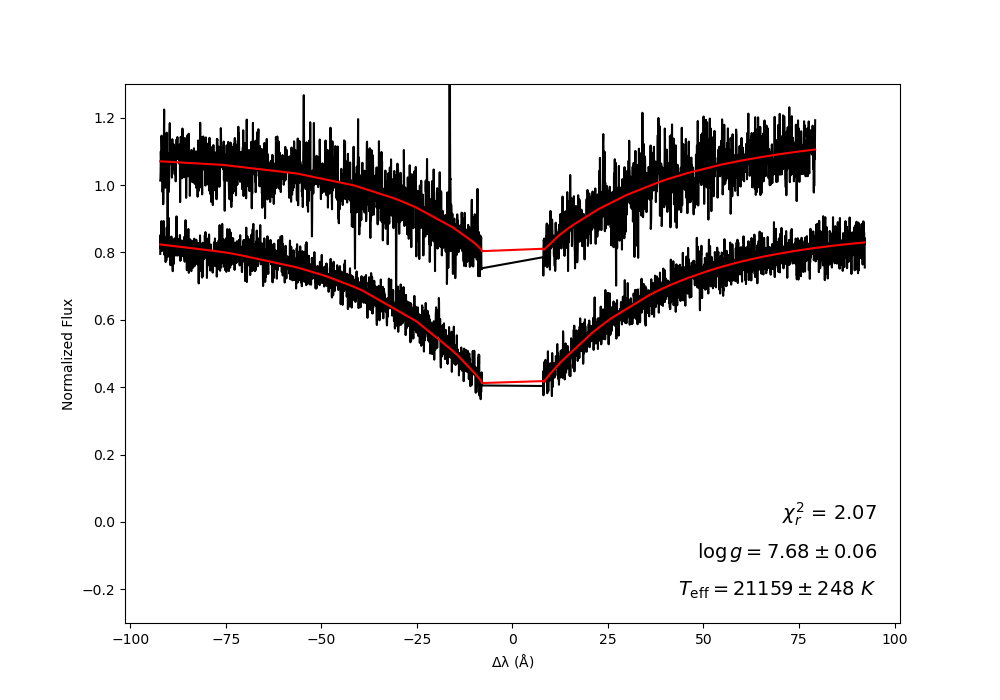 1.2
1.0
0.8
0.6
0.4
0.2
0.0
−0.2
Normalized Flux
χ²ᵣ = 2.07
log g = 7.68 ± 0.06
T_eff = 21159 ± 248 K
−100 −75 −50 −25 0 25 50 75 100
Δλ (Å)